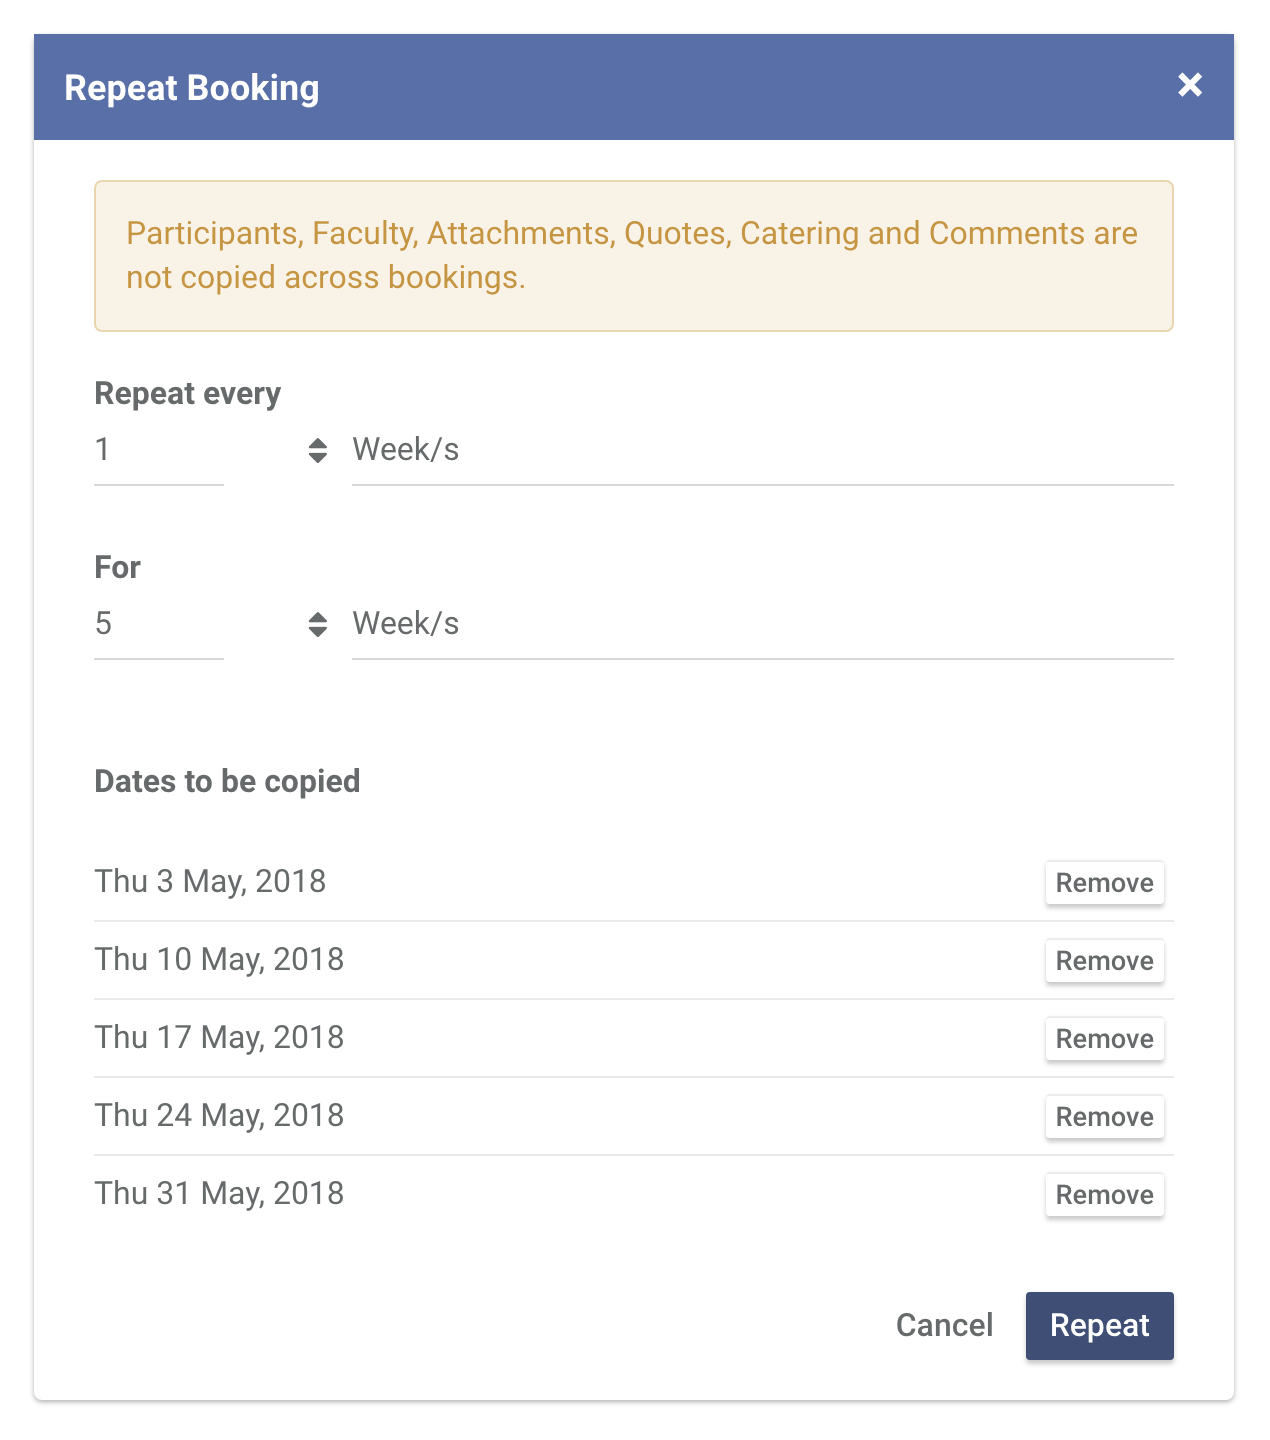 Repeat Booking
Participants, Faculty, Attachments, Quotes, Catering and Comments are
not copied across bookings.
Repeat every
1 Week/s
For
5 Week/s
Dates to be copied
Thu 3 May, 2018 Remove
Thu 10 May, 2018 Remove
Thu 17 May, 2018 Remove
Thu 24 May, 2018 Remove
Thu 31 May, 2018 Remove
Cancel Repeat